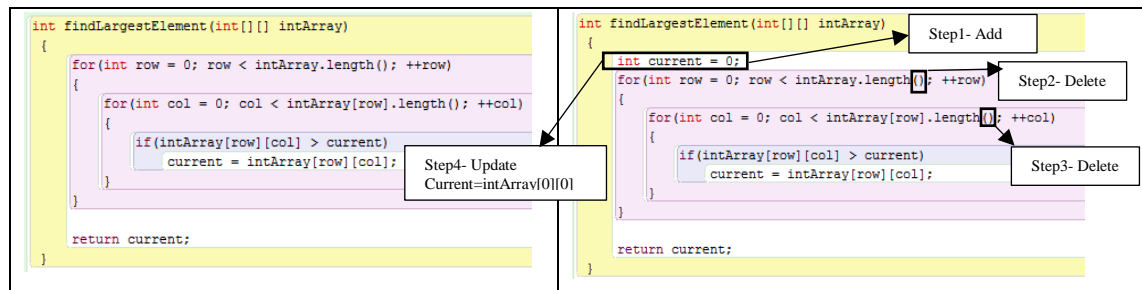 int findLargestElement(int[][] intArray)
{
for(int row = 0; row < intArray.length(); ++row)
{
for(int col = 0; col < intArray[row].length(); ++col)
{
if(intArray[row][col] > current)
current = intArray[row][col];
}
}
return current;
}
Step4- Update
Current=intArray[0][0]
int findLargestElement(int[][] intArray)
{
int current = 0;
for(int row = 0; row < intArray.length(); ++row)
{
for(int col = 0; col < intArray[row].length(); ++col)
{
if(intArray[row][col] > current)
current = intArray[row][col];
}
}
return current;
}
Step1- Add
Step2- Delete
Step3- Delete